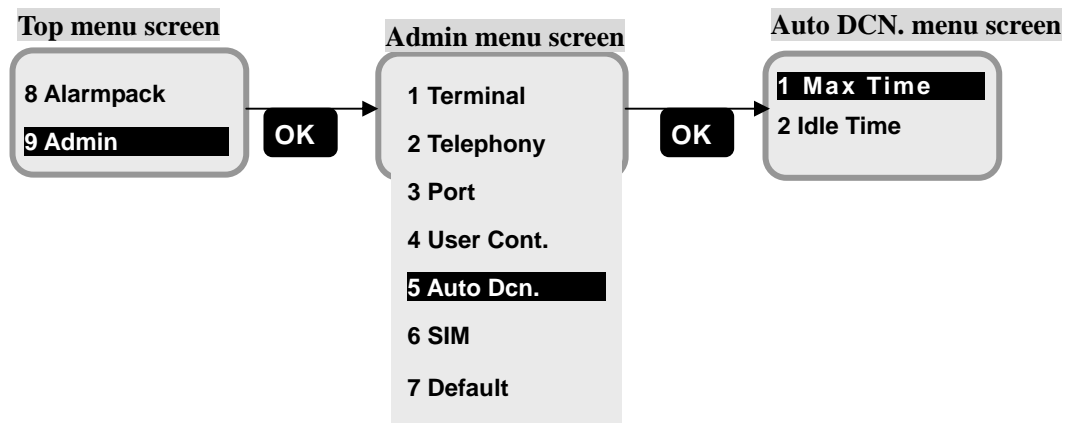 Top menu screen
8 Alarmpack
9 Admin
OK
Admin menu screen
1 Terminal
2 Telephony
3 Port
4 User Cont.
5 Auto Dcn.
6 SIM
7 Default
OK
Auto DCN. menu screen
1 Max Time
2 Idle Time